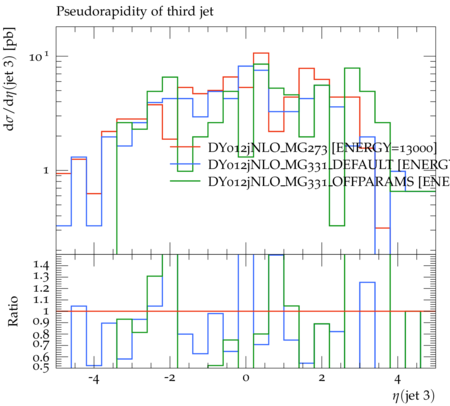 Pseudorapidity of third jet
dσ/dη(jet 3) [pb]
10¹
1
DY012jNLO_MG273 [ENERGY=13000]
DY012jNLO_MG331_DEFAULT [ENERGY
DY012jNLO_MG331_OFFPARAMS [ENE
Ratio
1.4
1.3
1.2
1.1
1
0.9
0.8
0.7
0.6
0.5
-4 -2 0 2 4
η(jet 3)